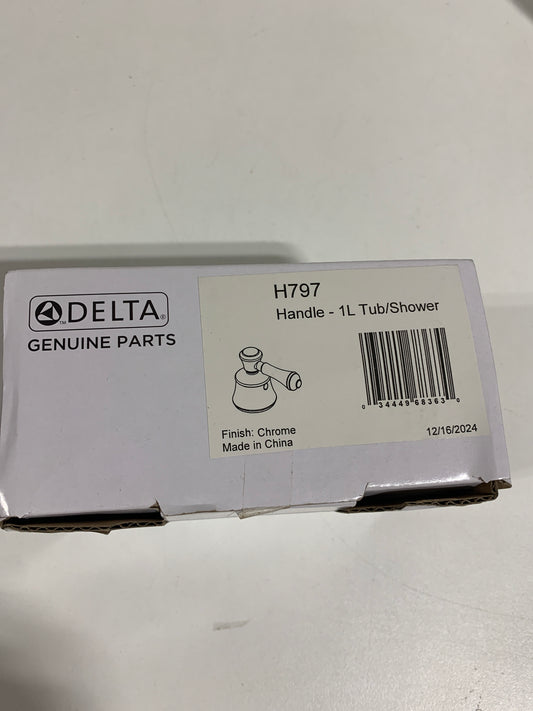 DELTA
TM ®
GENUINE PARTS
H797
Handle - 1L Tub/Shower
0 34449 68363 0
Finish: Chrome
Made in China
12/16/2024